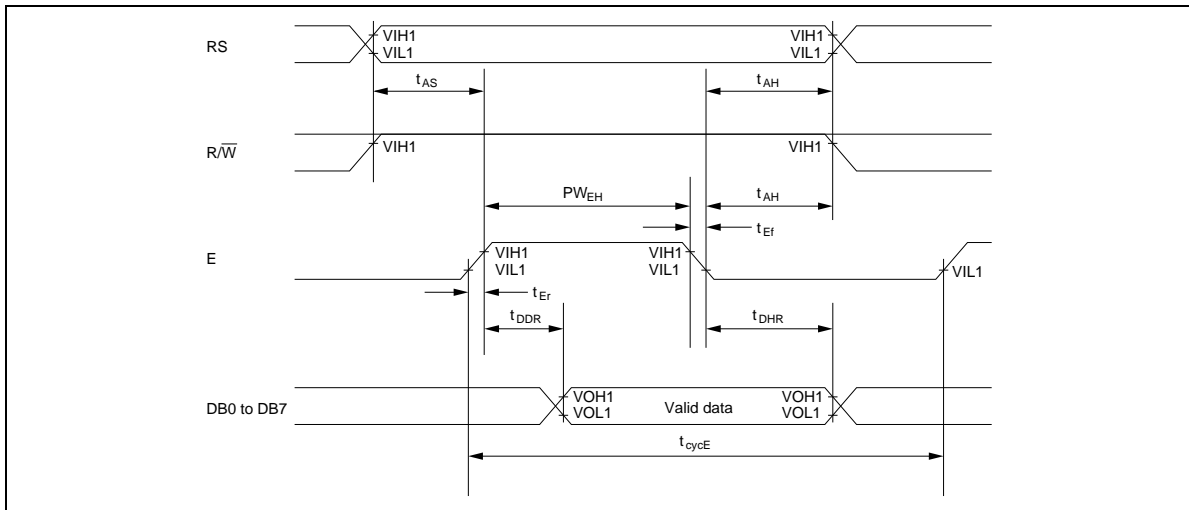 RS
VIH1
VIL1
VIH1
VIL1
tAS
tAH
R/W̅
VIH1
VIH1
PWEH
tAH
tEf
E
VIH1
VIL1
VIH1
VIL1
VIL1
tEr
tDDR
tDHR
DB0 to DB7
VOH1
VOL1
Valid data
VOH1
VOL1
tcycE